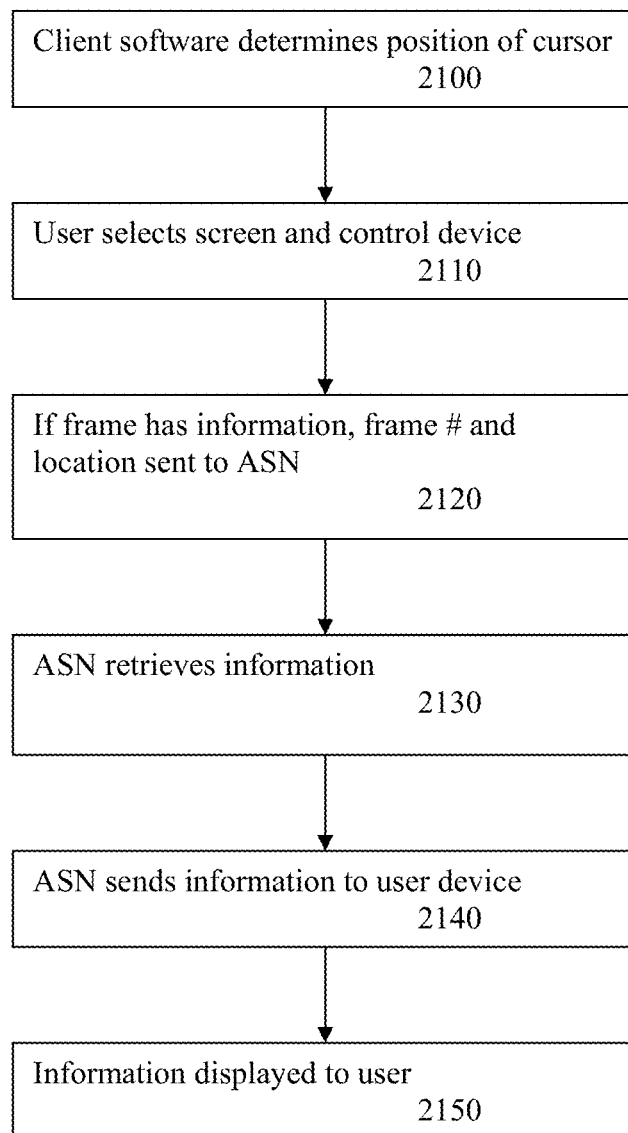 Client software determines position of cursor
2100
User selects screen and control device
2110
If frame has information, frame # and
location sent to ASN
2120
ASN retrieves information
2130
ASN sends information to user device
2140
Information displayed to user
2150